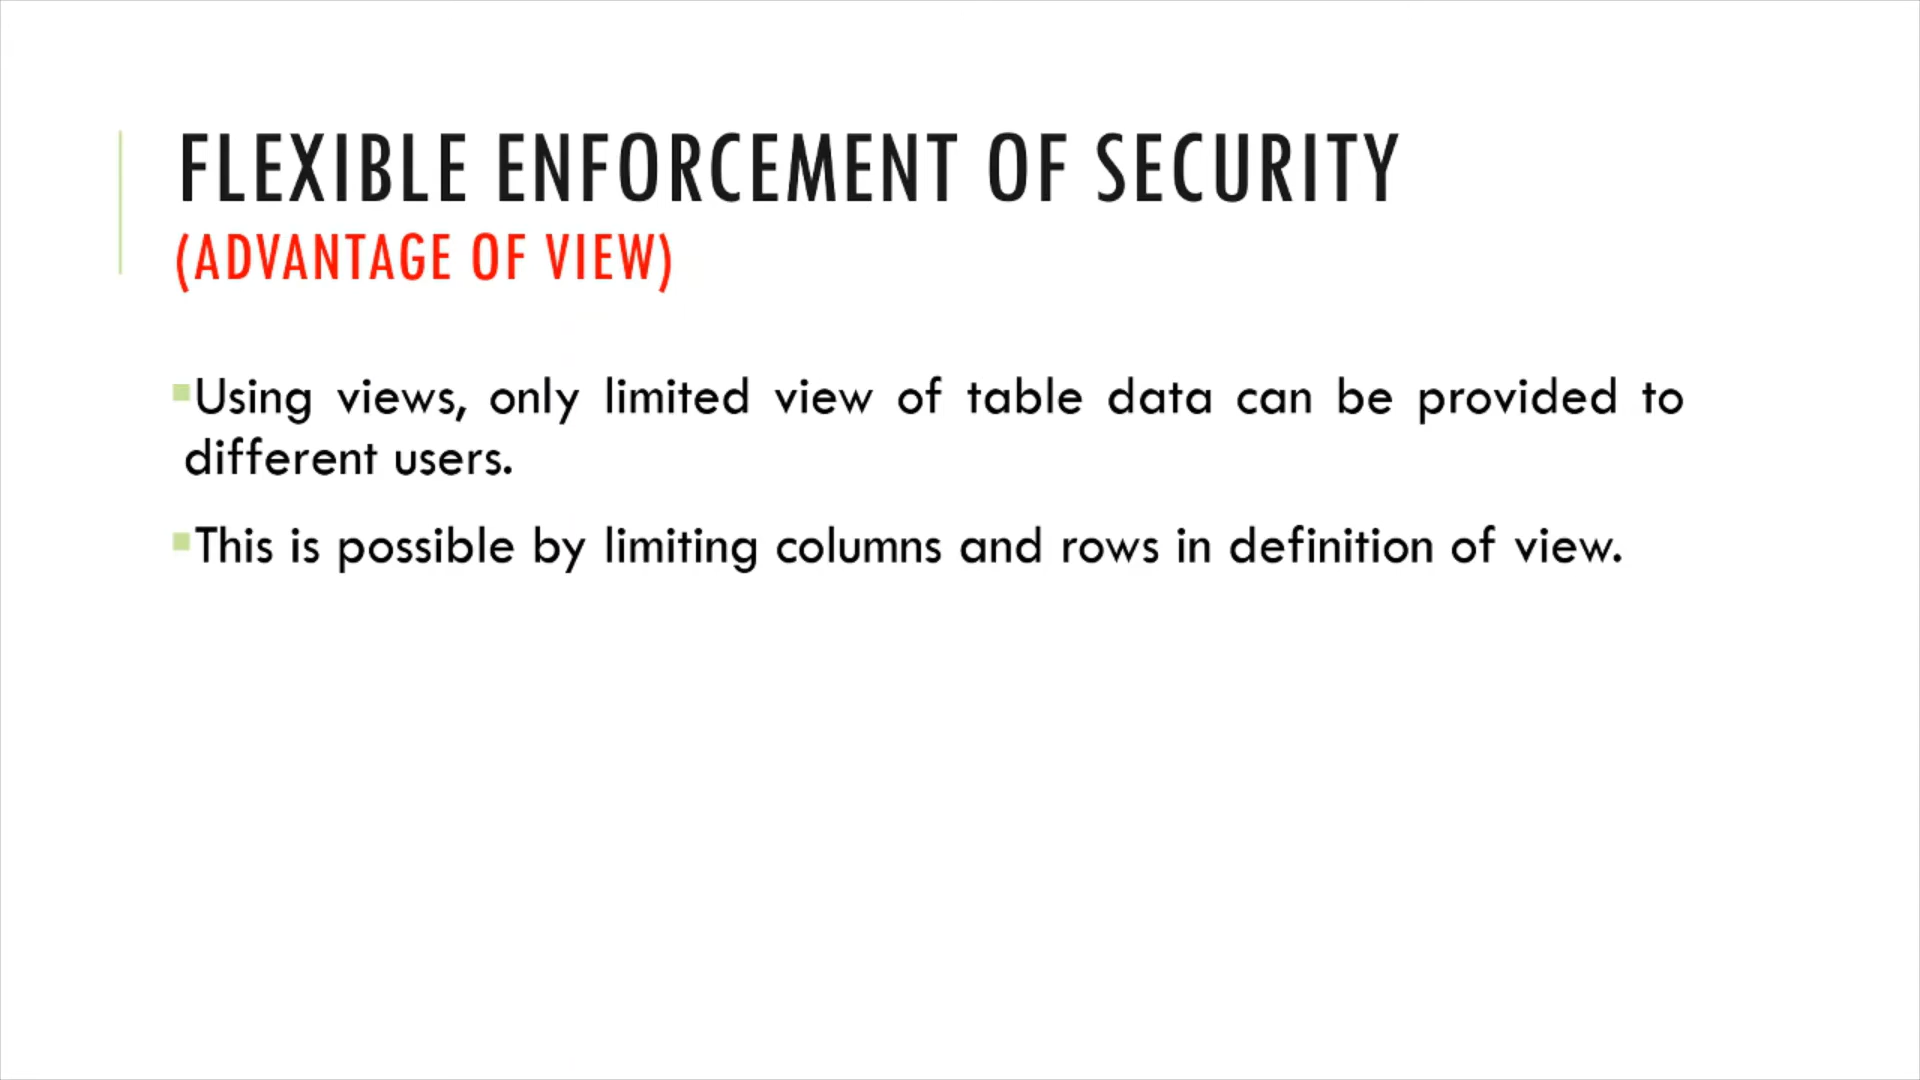 FLEXIBLE ENFORCEMENT OF SECURITY
(ADVANTAGE OF VIEW)
▪Using views, only limited view of table data can be provided to
different users.
▪This is possible by limiting columns and rows in definition of view.